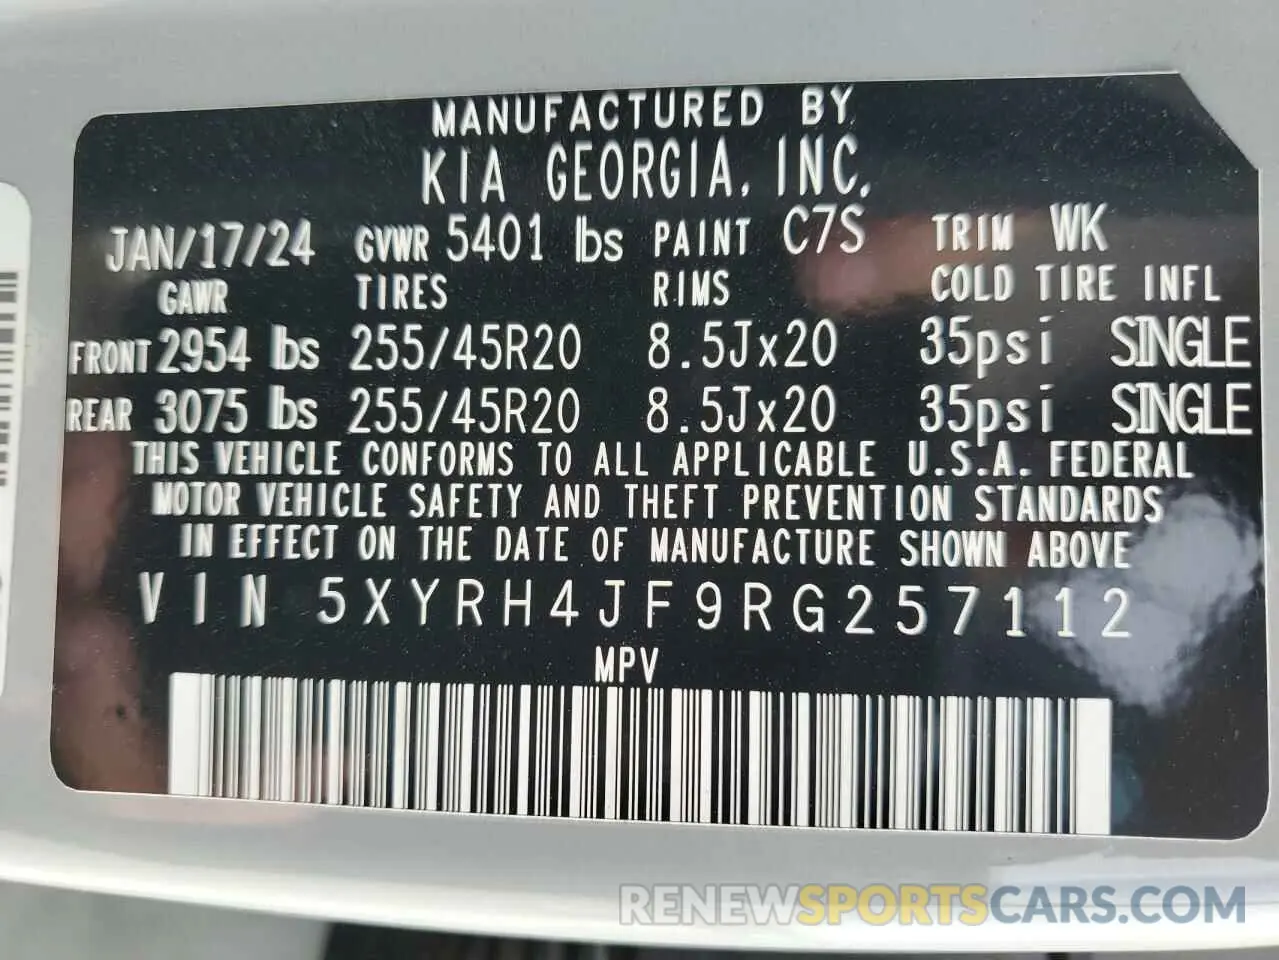 MANUFACTURED BY
KIA GEORGIA, INC.
JAN/17/24 GVWR 5401 lbs PAINT C7S TRIM WK
GAWR TIRES RIMS COLD TIRE INFL
FRONT 2954 lbs 255/45R20 8.5Jx20 35psi SINGLE
REAR 3075 lbs 255/45R20 8.5Jx20 35psi SINGLE
THIS VEHICLE CONFORMS TO ALL APPLICABLE U.S.A. FEDERAL
MOTOR VEHICLE SAFETY AND THEFT PREVENTION STANDARDS
IN EFFECT ON THE DATE OF MANUFACTURE SHOWN ABOVE
VIN 5XYRH4JF9RG257112
MPV
RENEWSPORTSCARS.COM